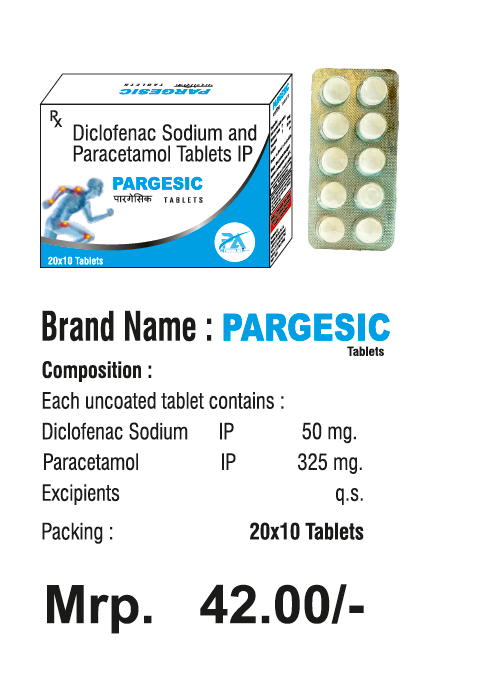 PARGESIC
TABLETS
Rx
Diclofenac Sodium and
Paracetamol Tablets IP
PARGESIC
पारगेसिक TABLETS
20x10 Tablets
PARGESIC
Brand Name : PARGESIC
Tablets
Composition :
Each uncoated tablet contains :
Diclofenac Sodium IP 50 mg.
Paracetamol IP 325 mg.
Excipients q.s.
Packing : 20x10 Tablets
Mrp. 42.00/-